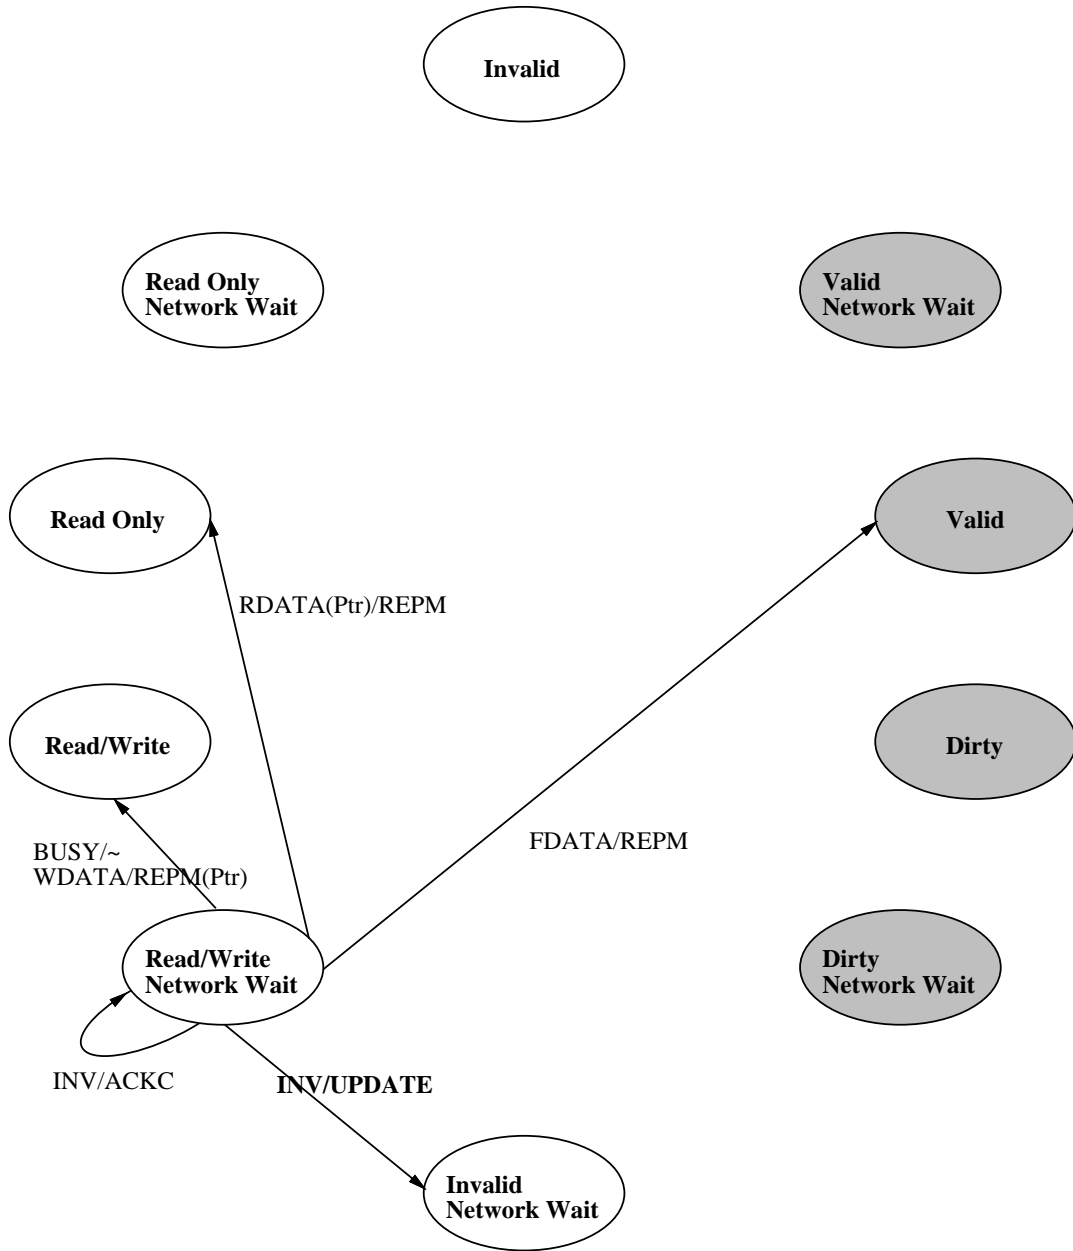 Invalid
Read Only
Network Wait
Valid
Network Wait
Read Only
Valid
RDATA(Ptr)/REPM
Read/Write
Dirty
FDATA/REPM
BUSY/~
WDATA/REPM(Ptr)
Read/Write
Network Wait
Dirty
Network Wait
INV/ACKC
INV/UPDATE
Invalid
Network Wait